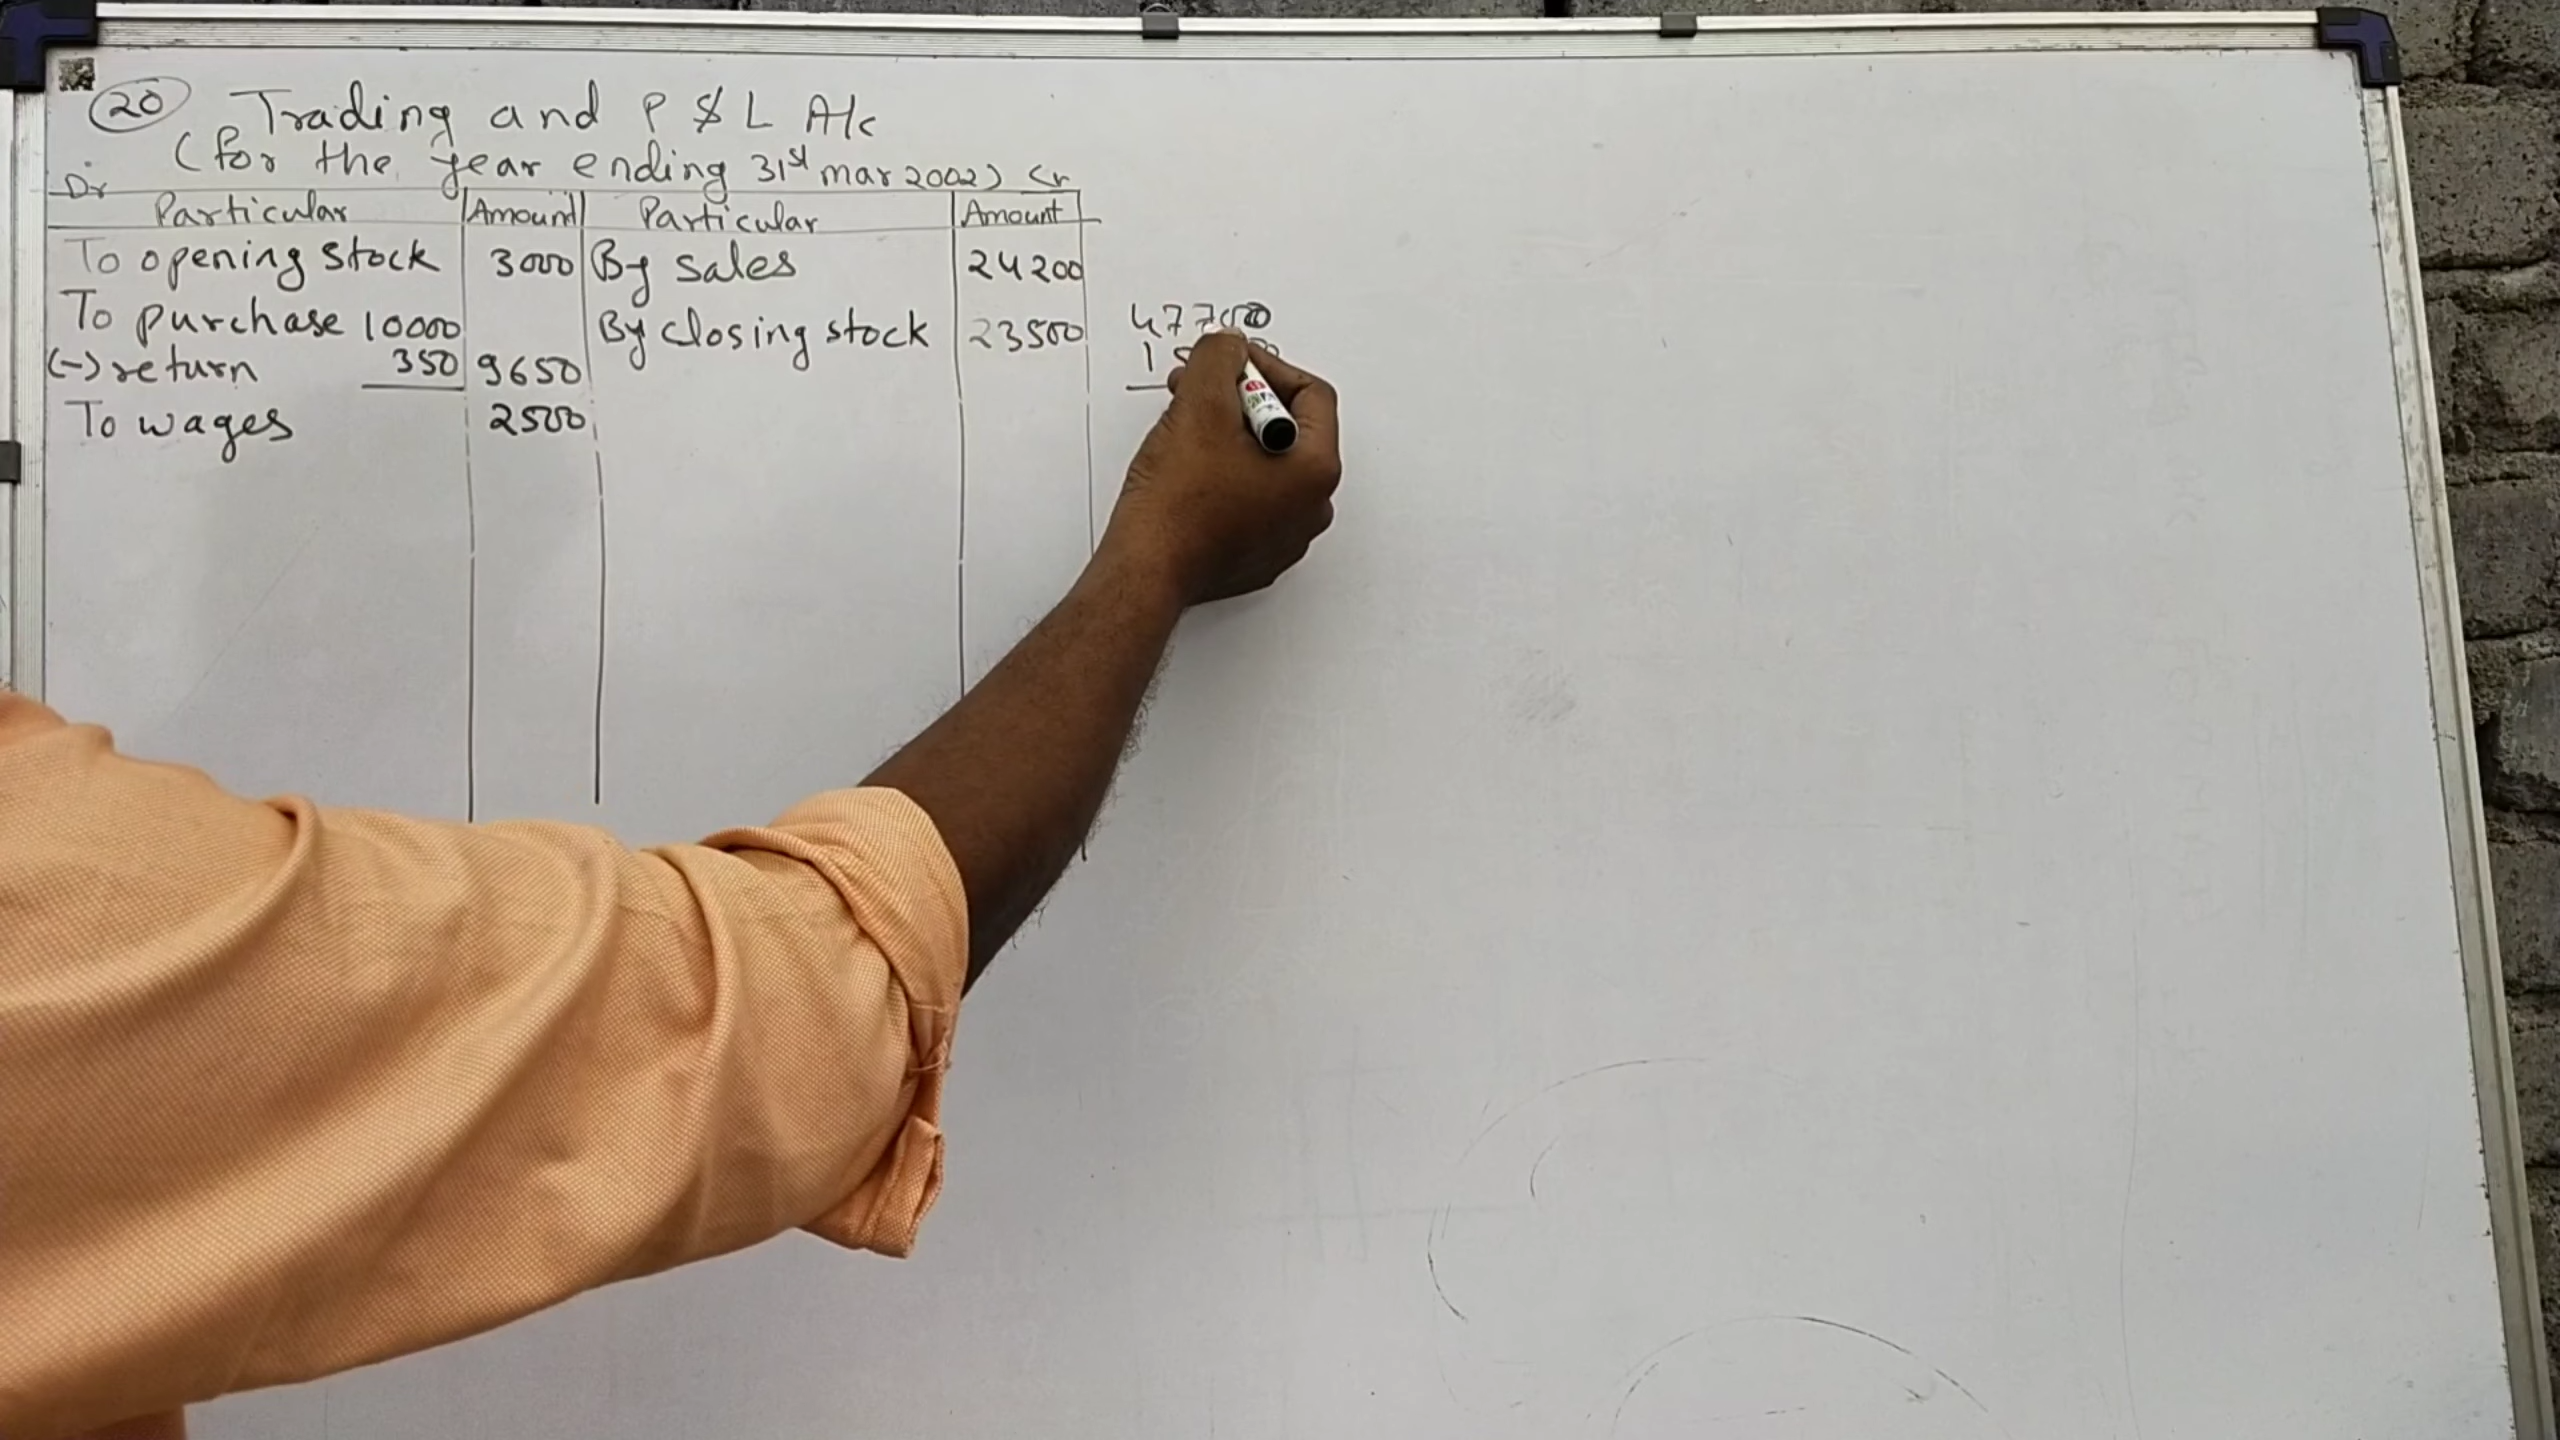 20 Trading and P & L A/c
(for the year ending 31st mar 2002)
Dr Cr
Particular Amount Particular Amount
To opening stock 3000 By sales 24200
To purchase 10000 By closing stock 23500
(-) return 350 9650
To wages 2500
47700